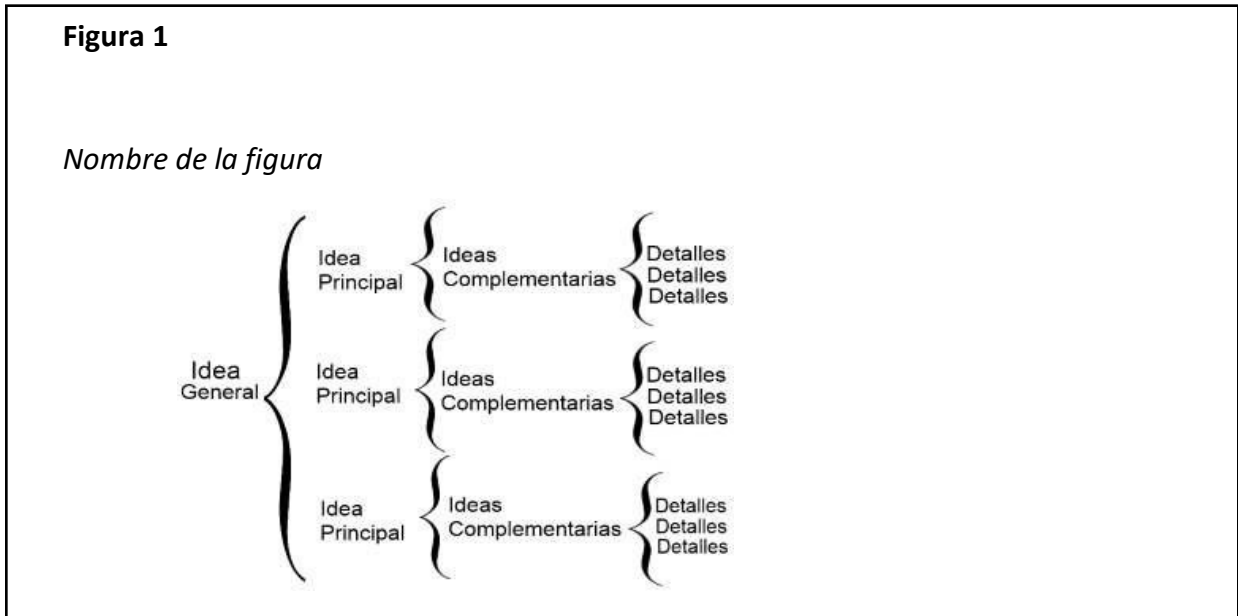 Figura 1
Nombre de la figura
Idea
General
Idea
Principal
Ideas
Complementarias
Detalles
Detalles
Detalles
Idea
Principal
Ideas
Complementarias
Detalles
Detalles
Detalles
Idea
Principal
Ideas
Complementarias
Detalles
Detalles
Detalles